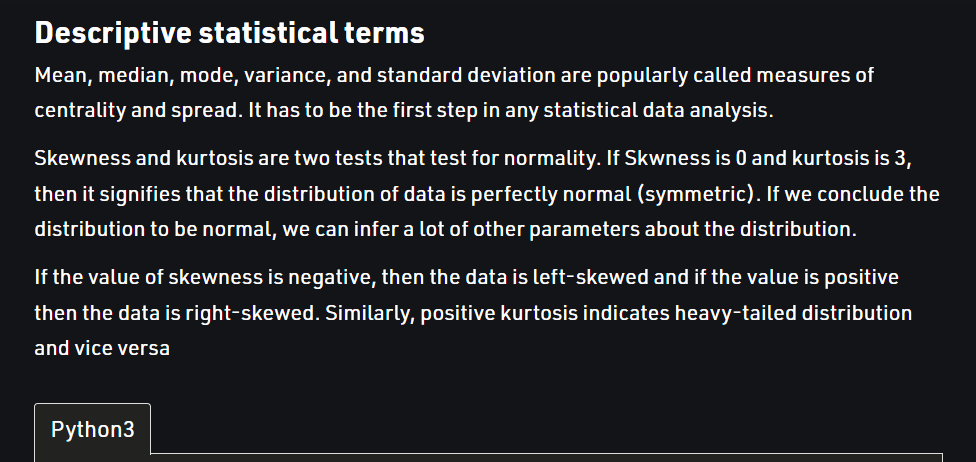 Descriptive statistical terms
Mean, median, mode, variance, and standard deviation are popularly called measures of
centrality and spread. It has to be the first step in any statistical data analysis.
Skewness and kurtosis are two tests that test for normality. If Skwness is 0 and kurtosis is 3,
then it signifies that the distribution of data is perfectly normal (symmetric). If we conclude the
distribution to be normal, we can infer a lot of other parameters about the distribution.
If the value of skewness is negative, then the data is left-skewed and if the value is positive
then the data is right-skewed. Similarly, positive kurtosis indicates heavy-tailed distribution
and vice versa
Python3